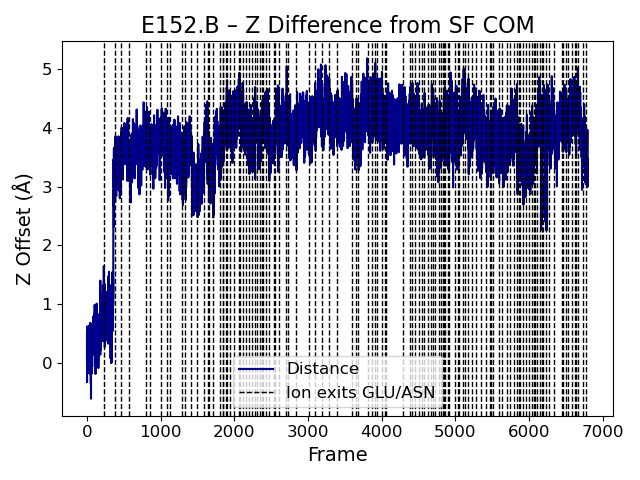 E152.B – Z Difference from SF COM
Z Offset (Å)
5
4
3
2
1
0
Distance
Ion exits GLU/ASN
0 1000 2000 3000 4000 5000 6000 7000
Frame